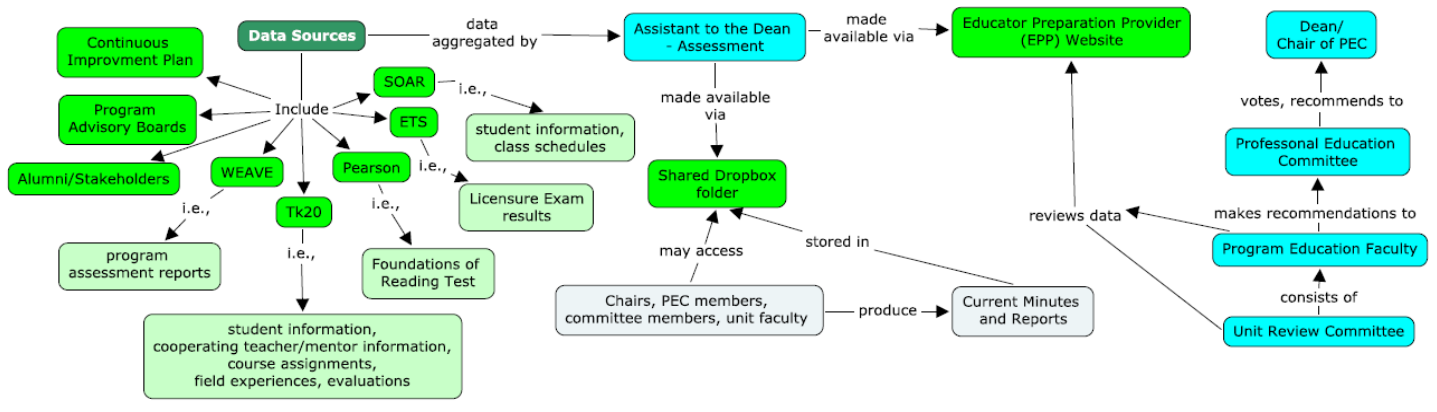 Data Sources
data
aggregated by
Assistant to the Dean
- Assessment
made
available via
Educator Preparation Provider
(EPP) Website
Dean/
Chair of PEC
Continuous
Improvment Plan
Program
Advisory Boards
Alumni/Stakeholders
Include
SOAR
i.e.,
student information,
class schedules
ETS
i.e.,
Licensure Exam
results
Pearson
i.e.,
Foundations of
Reading Test
WEAVE
i.e.,
program
assessment reports
Tk20
i.e.,
student information,
cooperating teacher/mentor information,
course assignments,
field experiences, evaluations
made available
via
Shared Dropbox
folder
may access
stored in
Chairs, PEC members,
committee members, unit faculty
produce
Current Minutes
and Reports
votes, recommends to
Professonal Education
Committee
makes recommendations to
reviews data
Program Education Faculty
consists of
Unit Review Committee